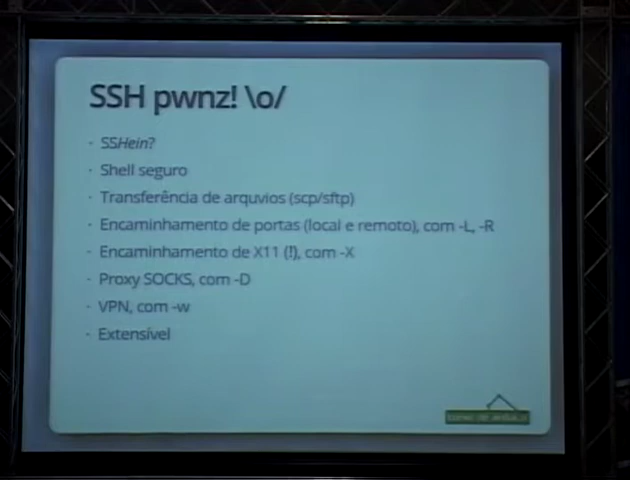 SSH pwnz! \o/
· SSHein?
· Shell seguro
· Transferência de arquvios (scp/sftp)
· Encaminhamento de portas (local e remoto), com -L, -R
· Encaminhamento de X11 (!), com -X
· Proxy SOCKS, com -D
· VPN, com -w
· Extensível